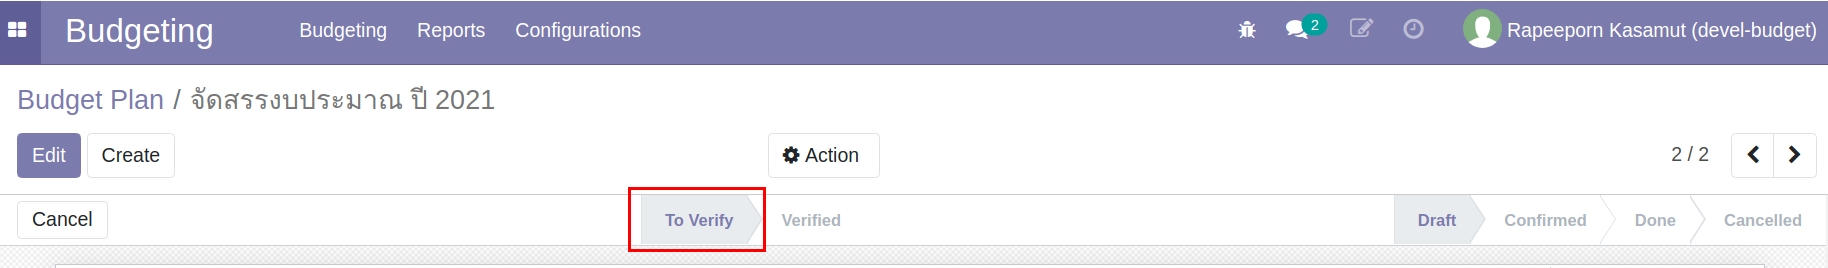 Budgeting Budgeting Reports Configurations 2 Rapeeporn Kasamut (devel-budget)
Budget Plan / จัดสรรงบประมาณ ปี 2021
Edit Create Action 2 / 2
Cancel To Verify Verified Draft Confirmed Done Cancelled